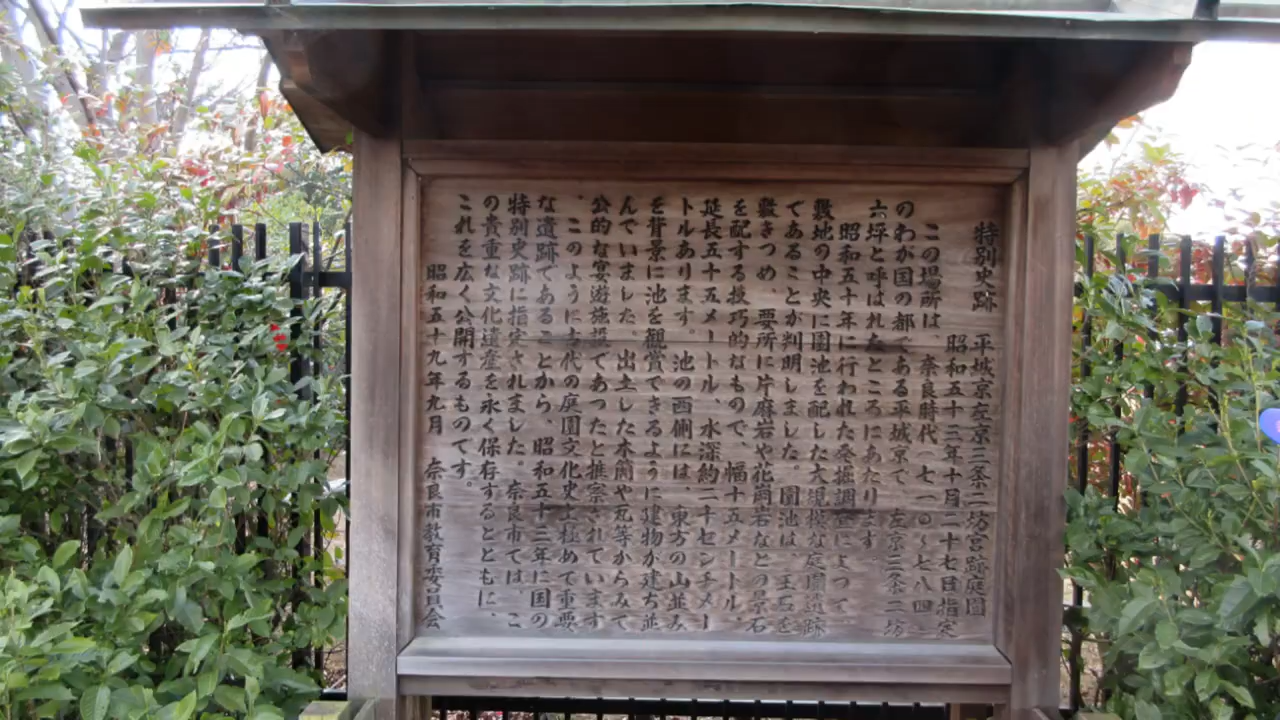 特別史跡 平城京左京三条二坊宮跡庭園
昭和五十三年十月二十七日指定
この場所は、奈良時代(七一〇〜七八四)
のわが国の都である平城京で、左京三条二坊
六坪と呼ばれたところにあたります。
昭和五十年に行われた発掘調査によって
敷地の中央に園池を配した大規模な庭園遺跡
であることが判明しました。園池は、玉石を
敷きつめ、要所に片麻岩や花崗岩などの景石
を配する技巧的なもので、幅十五メートル、
延長五十五メートル、水深約二十センチメー
トルあります。池の西側には、東方の山並み
を背景に池を観賞できるように建物が建ち並
んでいました。出土した木簡や瓦等からみて
公的な宴遊施設であったと推察されています
。このように古代の庭園文化史上極めて重要
な遺跡であることから、昭和五十三年に国の
特別史跡に指定されました。奈良市では、こ
の貴重な文化遺産を永く保存するとともに、
これを広く公開するものです。
昭和五十九年九月 奈良市教育委員会